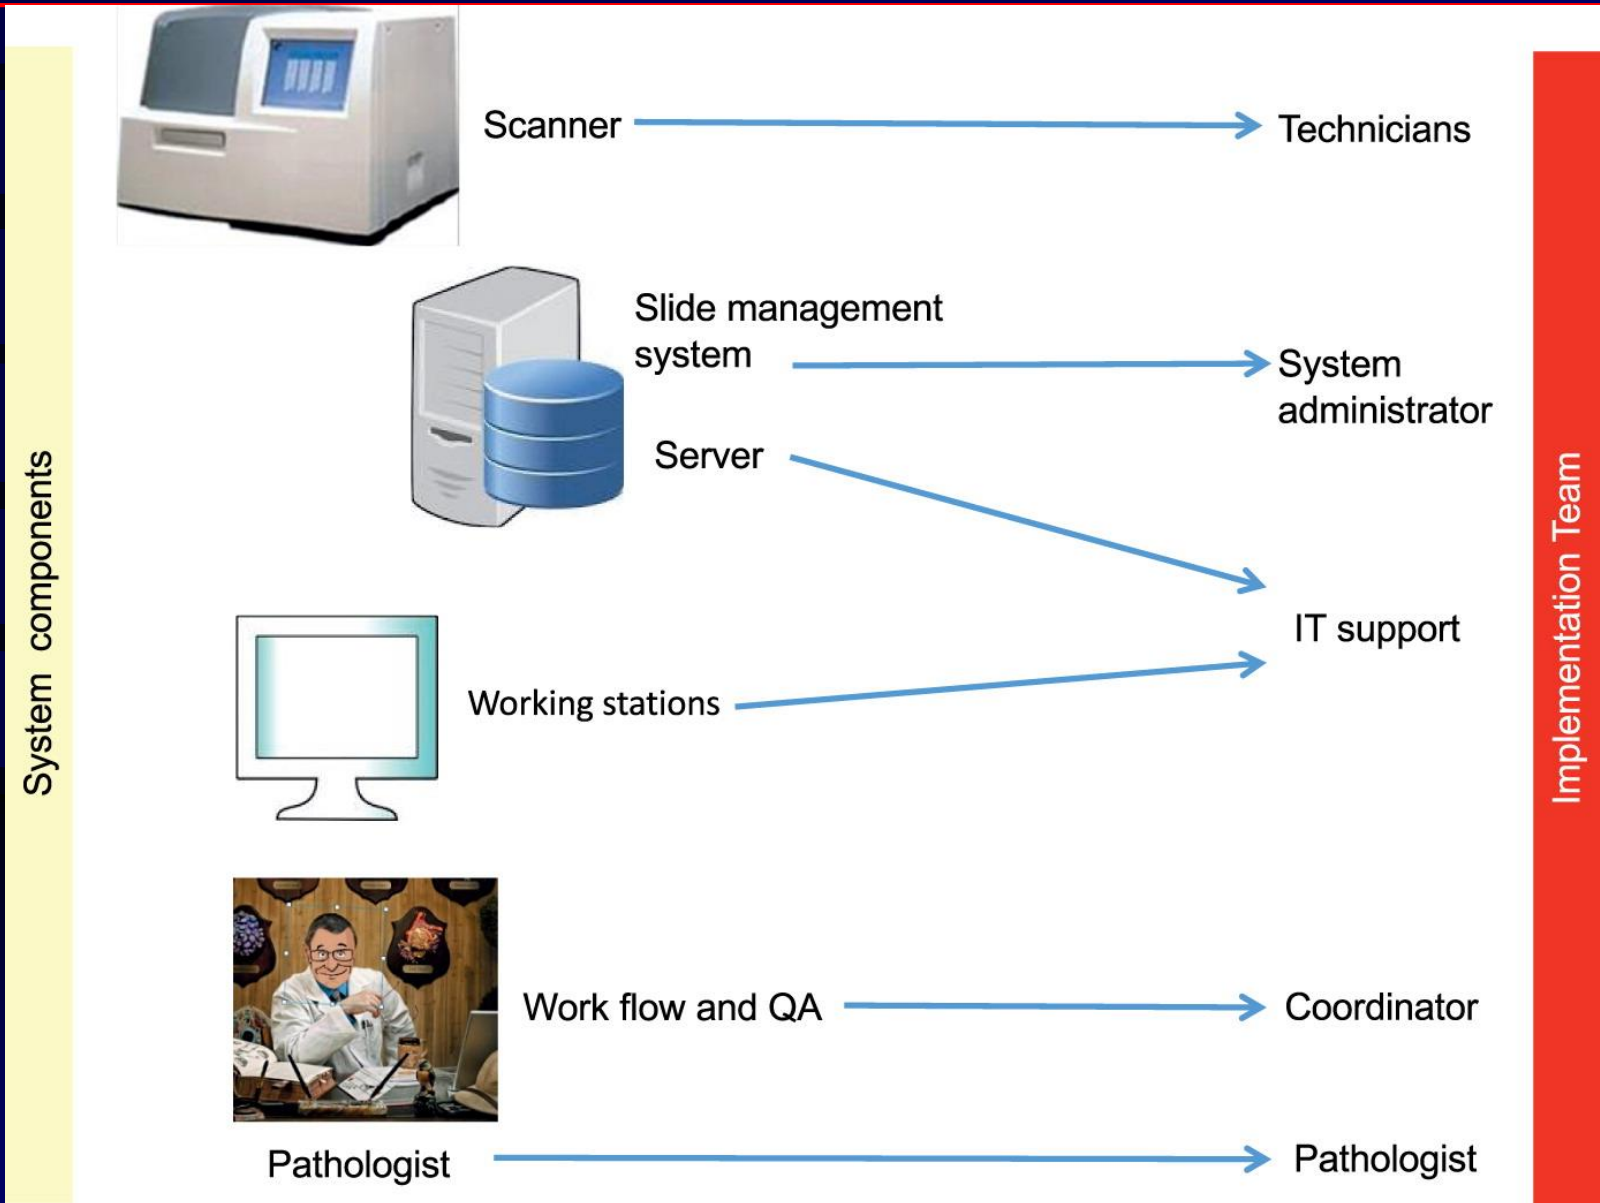 Scanner
Technicians
Slide management
system
System
administrator
Server
IT support
Working stations
Work flow and QA
Coordinator
Pathologist
Pathologist
System components
Implementation Team